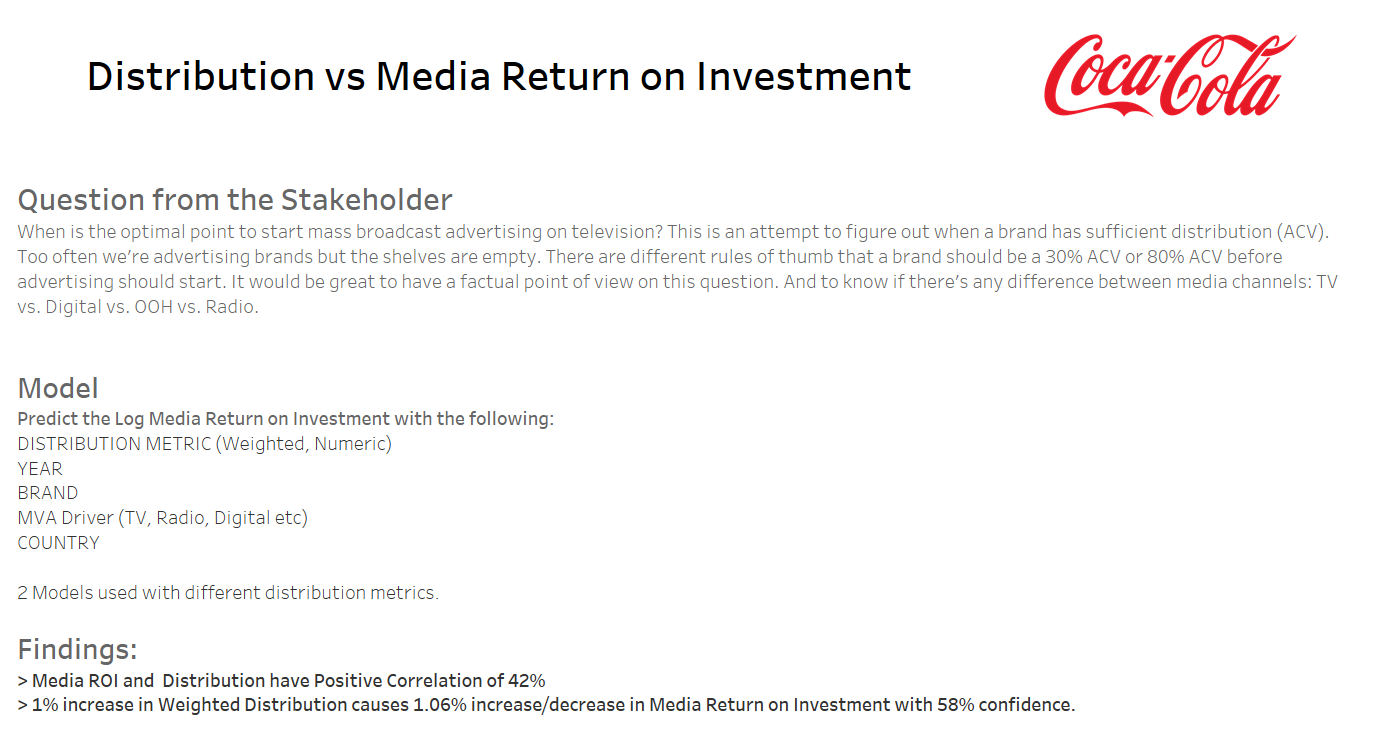 Distribution vs Media Return on Investment
Coca-Cola
Question from the Stakeholder
When is the optimal point to start mass broadcast advertising on television? This is an attempt to figure out when a brand has sufficient distribution (ACV).
Too often we're advertising brands but the shelves are empty. There are different rules of thumb that a brand should be a 30% ACV or 80% ACV before
advertising should start. It would be great to have a factual point of view on this question. And to know if there's any difference between media channels: TV
vs. Digital vs. OOH vs. Radio.
Model
Predict the Log Media Return on Investment with the following:
DISTRIBUTION METRIC (Weighted, Numeric)
YEAR
BRAND
MVA Driver (TV, Radio, Digital etc)
COUNTRY
2 Models used with different distribution metrics.
Findings:
> Media ROI and  Distribution have Positive Correlation of 42%
> 1% increase in Weighted Distribution causes 1.06% increase/decrease in Media Return on Investment with 58% confidence.